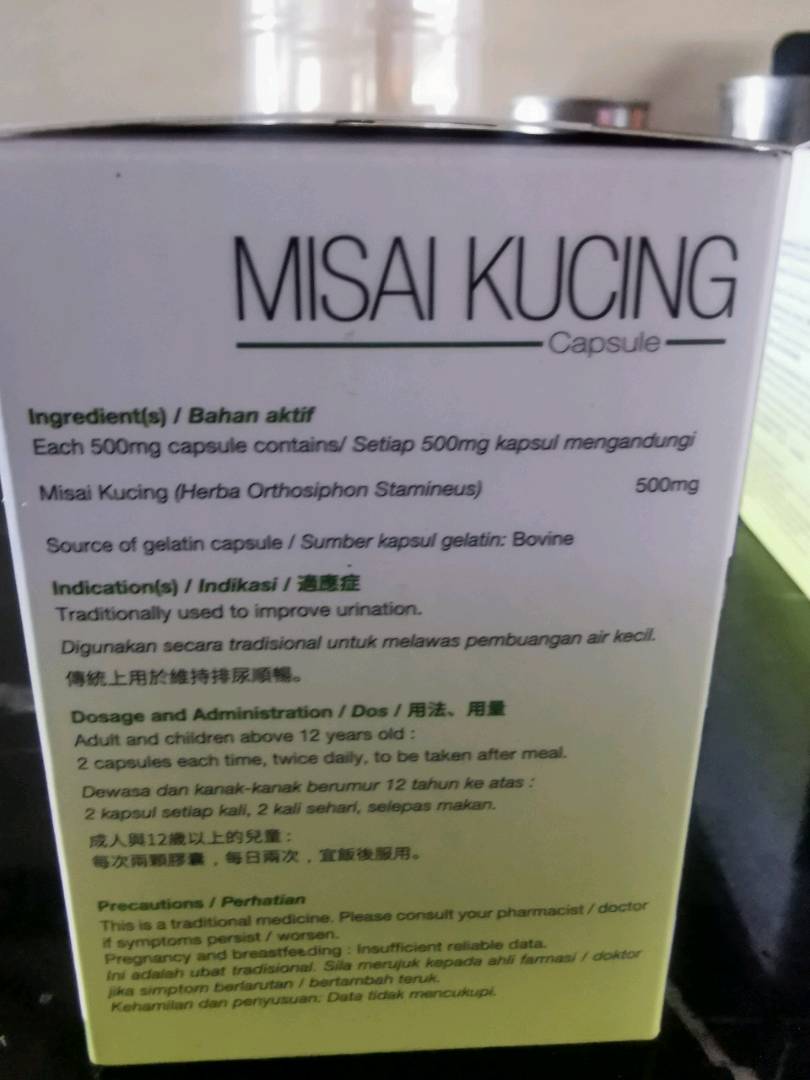 MISAI KUCING
Capsule
Ingredient(s) / Bahan aktif
Each 500mg capsule contains/ Setiap 500mg kapsul mengandungi
Misai Kucing (Herba Orthosiphon Stamineus) 500mg
Source of gelatin capsule / Sumber kapsul gelatin: Bovine
Indication(s) / Indikasi / 適應症
Traditionally used to improve urination.
Digunakan secara tradisional untuk melawas pembuangan air kecil.
傳統上用於維持排尿順暢。
Dosage and Administration / Dos / 用法、用量
Adult and children above 12 years old :
2 capsules each time, twice daily, to be taken after meal.
Dewasa dan kanak-kanak berumur 12 tahun ke atas :
2 kapsul setiap kali, 2 kali sehari, selepas makan.
成人與12歲以上的兒童：
每次兩顆膠囊，每日兩次，宜飯後服用。
Precautions / Perhatian
This is a traditional medicine. Please consult your pharmacist / doctor
if symptoms persist / worsen.
Pregnancy and breastfeeding : Insufficient reliable data.
Ini adalah ubat tradisional. Sila merujuk kepada ahli farmasi / doktor
jika simptom berlarutan / bertambah teruk.
Kehamilan dan penyusuan: Data tidak mencukupi.